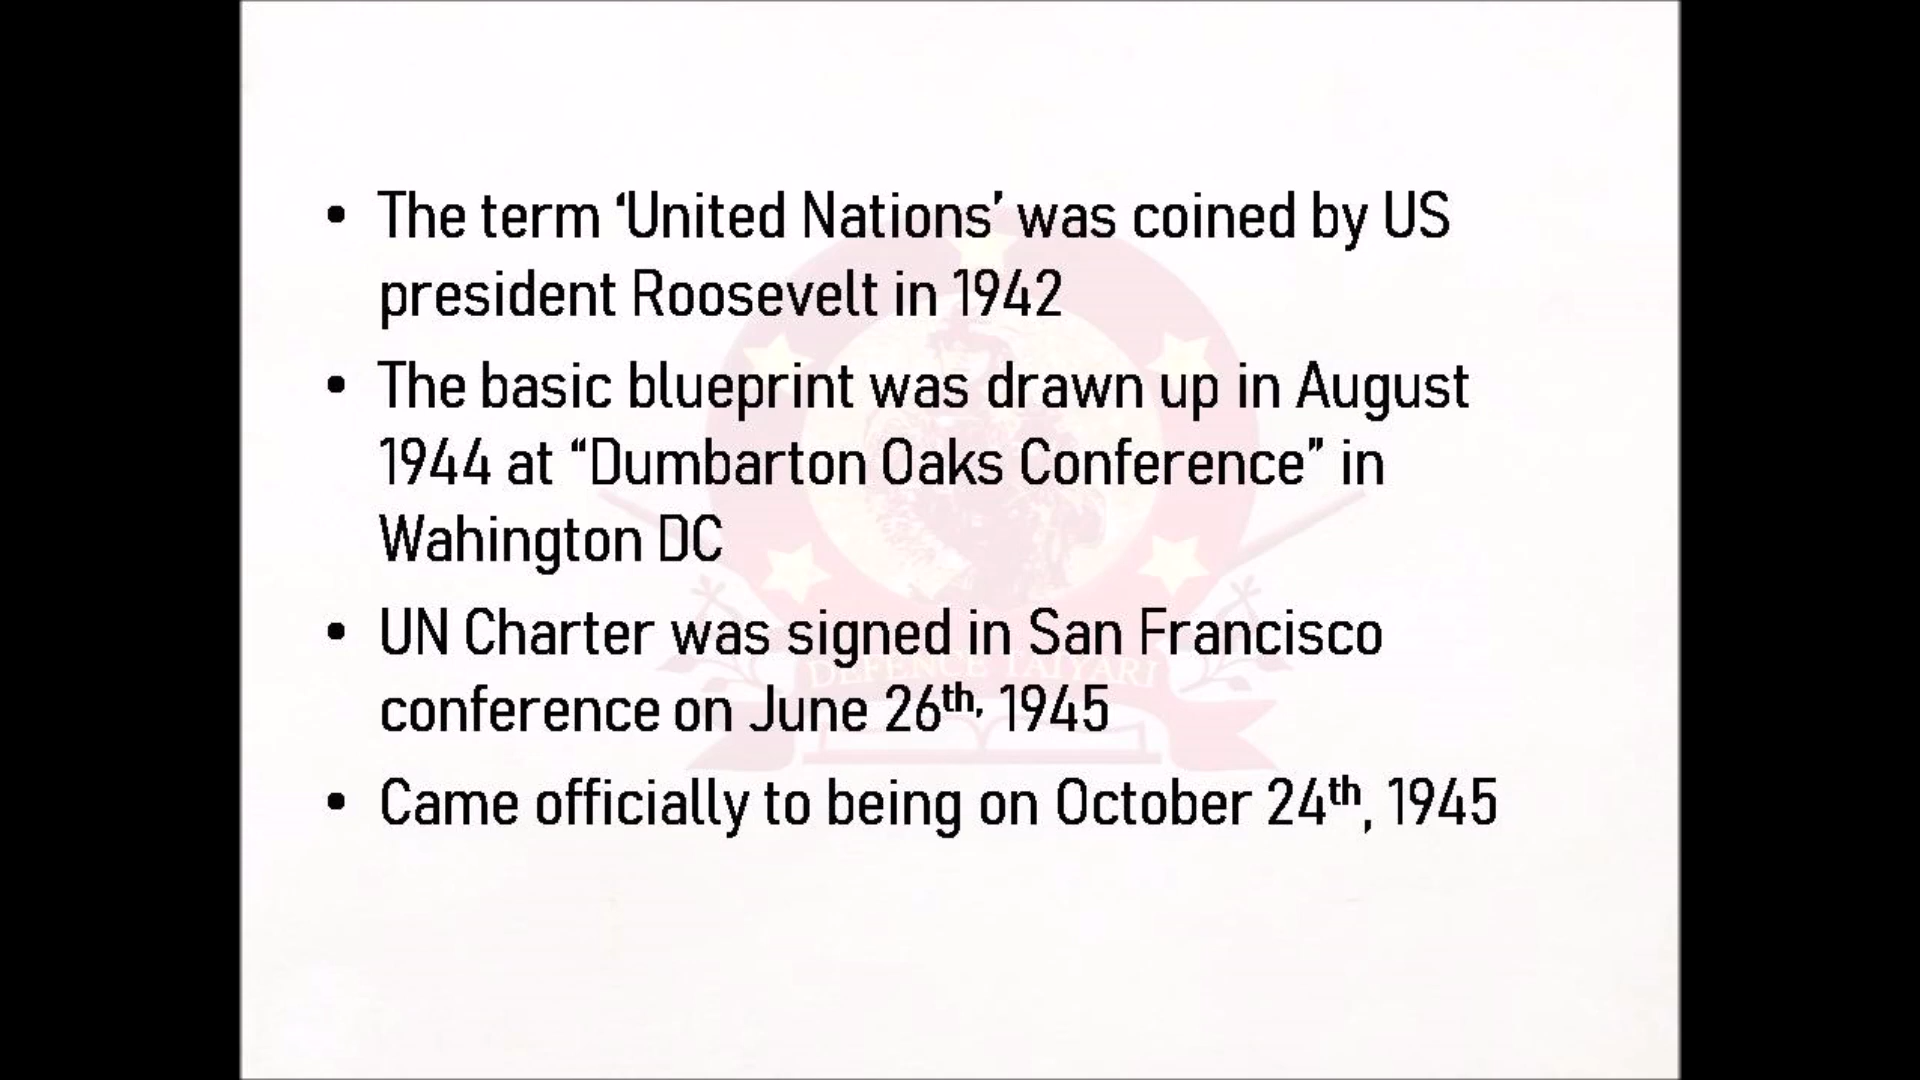 • The term ‘United Nations’ was coined by US
president Roosevelt in 1942
• The basic blueprint was drawn up in August
1944 at “Dumbarton Oaks Conference” in
Wahington DC
• UN Charter was signed in San Francisco
DEFENCE TAIYARI
conference on June 26th, 1945
• Came officially to being on October 24th, 1945